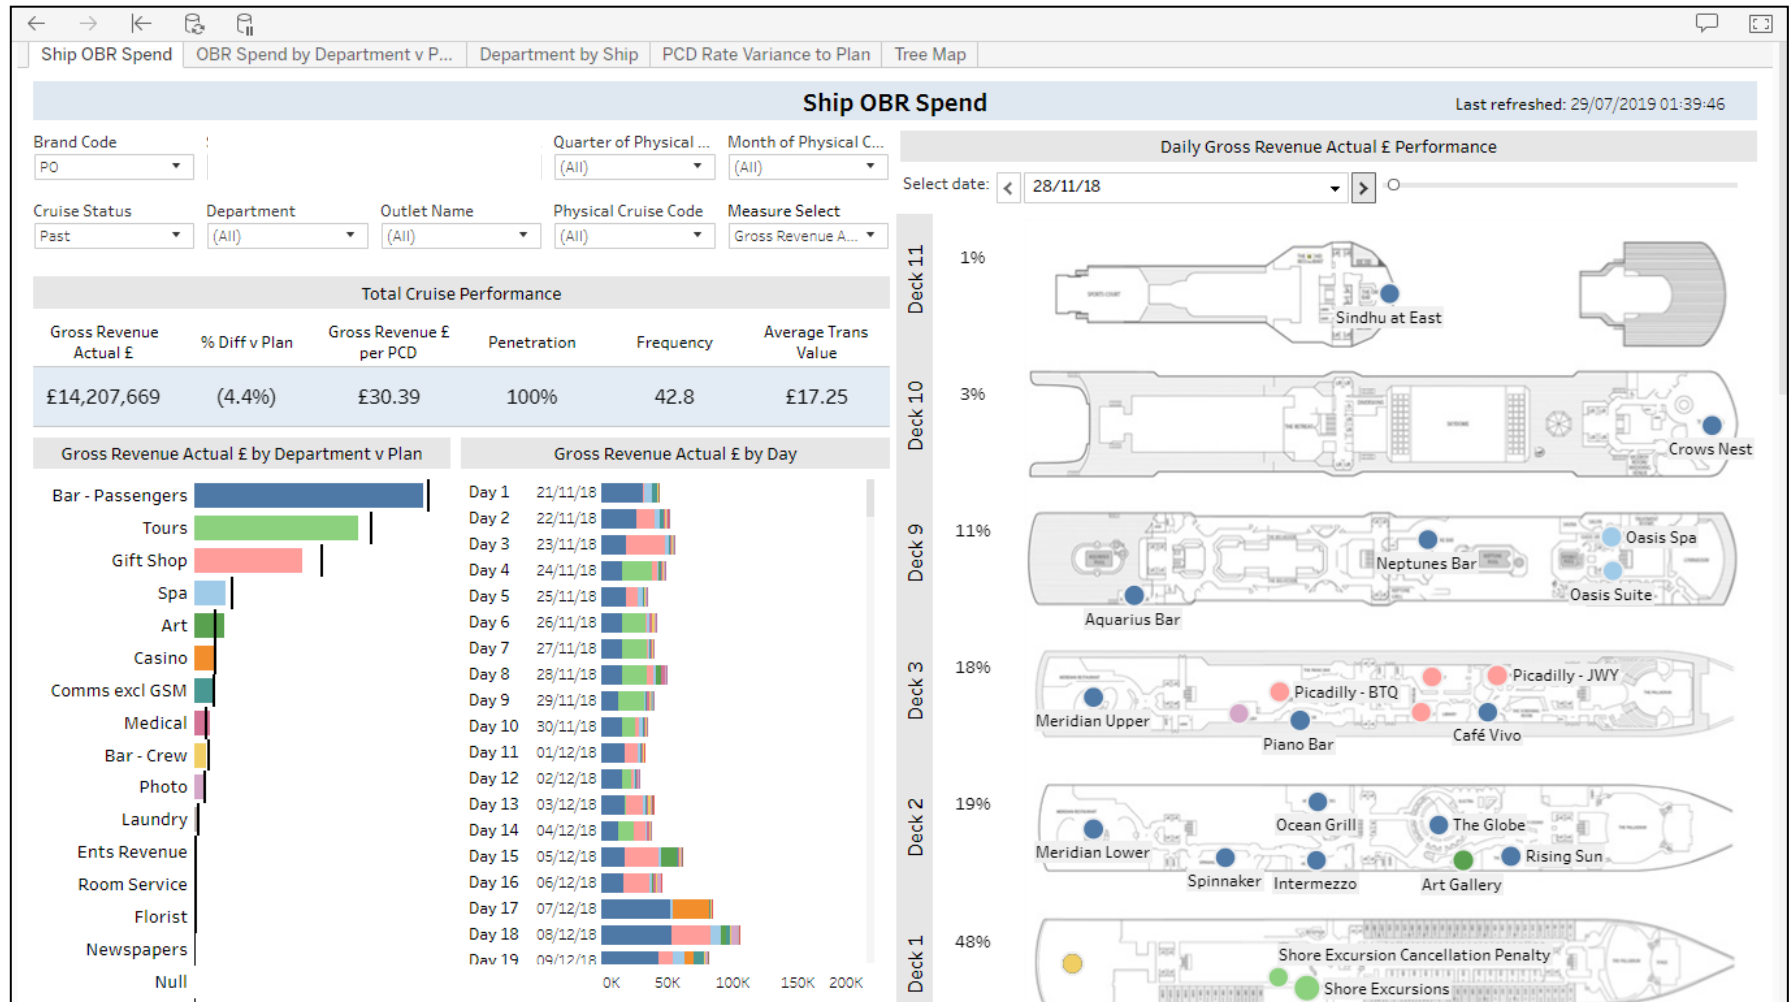 Ship OBR Spend
OBR Spend by Department v P...
Department by Ship
PCD Rate Variance to Plan
Tree Map
Ship OBR Spend
Last refreshed: 29/07/2019 01:39:46
Brand Code
Quarter of Physical ...
Month of Physical C...
PO
(All)
(All)
Cruise Status
Department
Outlet Name
Physical Cruise Code
Measure Select
Past
(All)
(All)
(All)
Gross Revenue A...
Total Cruise Performance
Gross Revenue Actual £
% Diff v Plan
Gross Revenue £ per PCD
Penetration
Frequency
Average Trans Value
£14,207,669
(4.4%)
£30.39
100%
42.8
£17.25
Gross Revenue Actual £ by Department v Plan
Bar - Passengers
Tours
Gift Shop
Spa
Art
Casino
Comms excl GSM
Medical
Bar - Crew
Photo
Laundry
Ents Revenue
Room Service
Florist
Newspapers
Null
Gross Revenue Actual £ by Day
Day 1 21/11/18
Day 2 22/11/18
Day 3 23/11/18
Day 4 24/11/18
Day 5 25/11/18
Day 6 26/11/18
Day 7 27/11/18
Day 8 28/11/18
Day 9 29/11/18
Day 10 30/11/18
Day 11 01/12/18
Day 12 02/12/18
Day 13 03/12/18
Day 14 04/12/18
Day 15 05/12/18
Day 16 06/12/18
Day 17 07/12/18
Day 18 08/12/18
Day 19 09/12/18
0K 50K 100K 150K 200K
Daily Gross Revenue Actual £ Performance
Select date:
28/11/18
Deck 11
1%
SPORTS COURT
Sindhu at East
Deck 10
3%
THE RETREAT
SKYDOME
Crows Nest
Deck 9
11%
Oasis Spa
Neptunes Bar
Oasis Suite
Aquarius Bar
Deck 3
18%
Picadilly - JWY
Picadilly - BTQ
Meridian Upper
Café Vivo
Piano Bar
Deck 2
19%
Ocean Grill
The Globe
Meridian Lower
Rising Sun
Spinnaker
Intermezzo
Art Gallery
Deck 1
48%
Shore Excursion Cancellation Penalty
Shore Excursions